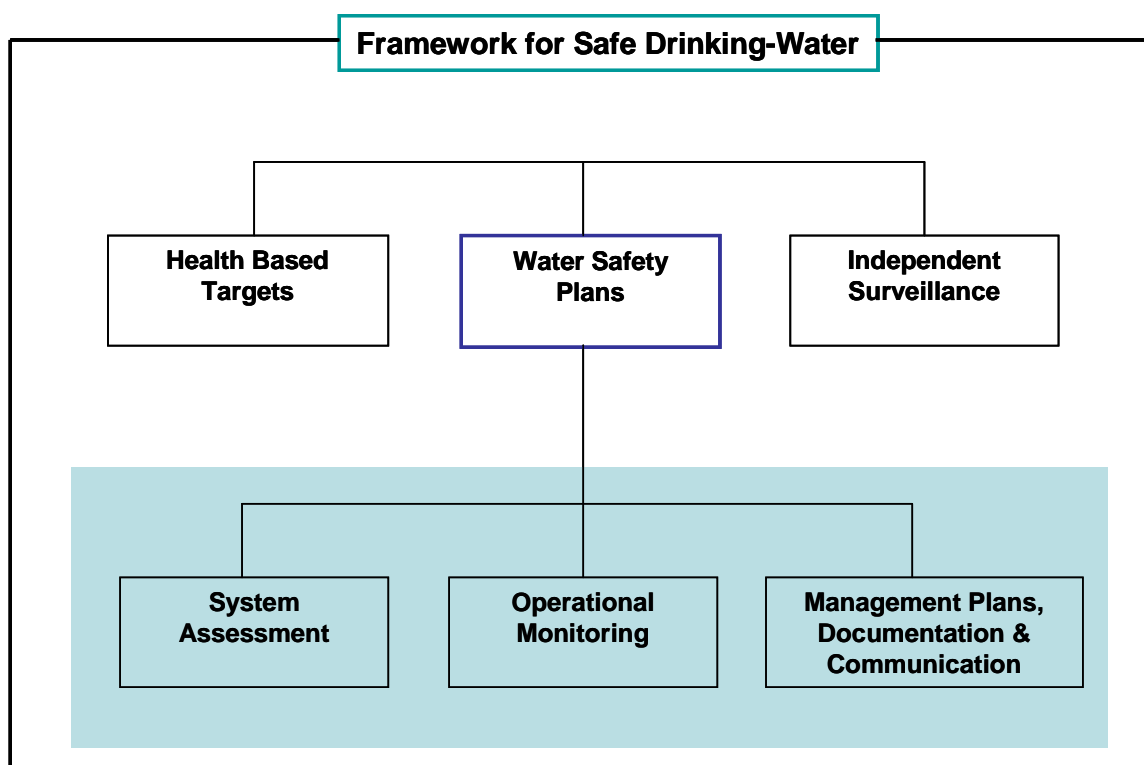 Framework for Safe Drinking-Water
Health Based
Targets
Water Safety
Plans
Independent
Surveillance
System
Assessment
Operational
Monitoring
Management Plans,
Documentation &
Communication